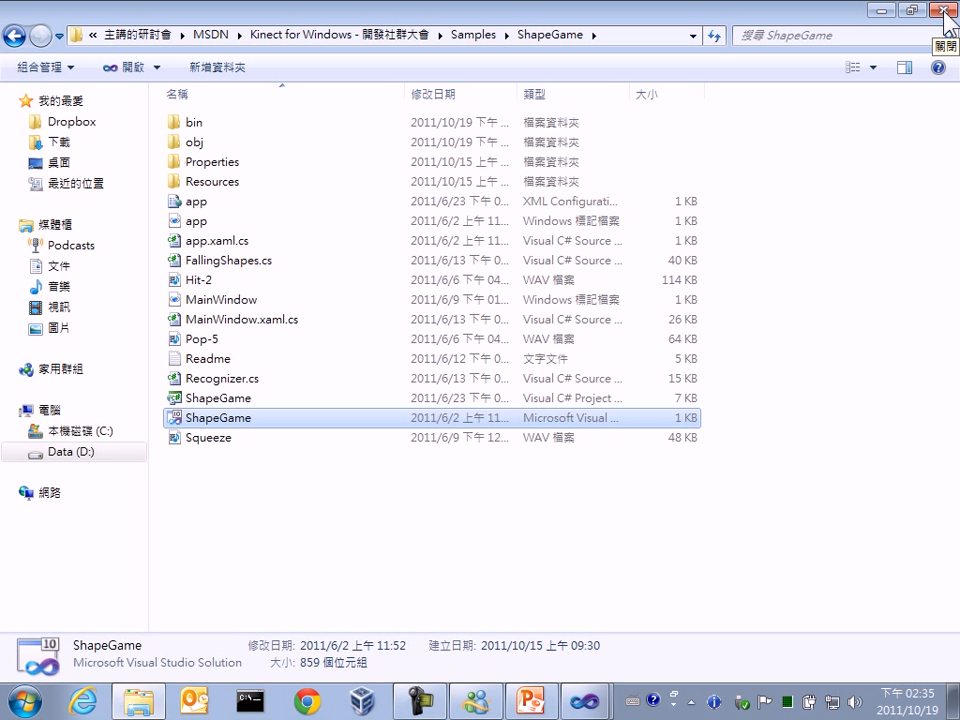 « 主講的研討會 ▸ MSDN ▸ Kinect for Windows - 開發社群大會 ▸ Samples ▸ ShapeGame ▸
搜尋 ShapeGame
關閉
組合管理 開啟 新增資料夾
名稱 修改日期 類型 大小
我的最愛
Dropbox
下載
桌面
最近的位置
媒體櫃
Podcasts
文件
音樂
視訊
圖片
家用群組
電腦
本機磁碟 (C:)
Data (D:)
網路
bin 2011/10/19 下午 ... 檔案資料夾
obj 2011/10/19 下午 ... 檔案資料夾
Properties 2011/10/15 上午 ... 檔案資料夾
Resources 2011/10/15 上午 ... 檔案資料夾
app 2011/6/23 下午 0... XML Configurati... 1 KB
app 2011/6/2 上午 11... Windows 標記檔案 1 KB
app.xaml.cs 2011/6/2 上午 11... Visual C# Source ... 1 KB
FallingShapes.cs 2011/6/13 下午 0... Visual C# Source ... 40 KB
Hit-2 2011/6/6 下午 04... WAV 檔案 114 KB
MainWindow 2011/6/9 下午 01... Windows 標記檔案 1 KB
MainWindow.xaml.cs 2011/6/13 下午 0... Visual C# Source ... 26 KB
Pop-5 2011/6/6 下午 04... WAV 檔案 64 KB
Readme 2011/6/12 下午 0... 文字文件 5 KB
Recognizer.cs 2011/6/13 下午 0... Visual C# Source ... 15 KB
ShapeGame 2011/6/23 下午 0... Visual C# Project ... 7 KB
ShapeGame 2011/6/2 上午 11... Microsoft Visual ... 1 KB
Squeeze 2011/6/9 下午 12... WAV 檔案 48 KB
10
ShapeGame 修改日期: 2011/6/2 上午 11:52 建立日期: 2011/10/15 上午 09:30
Microsoft Visual Studio Solution 大小: 859 個位元組
下午 02:35
2011/10/19